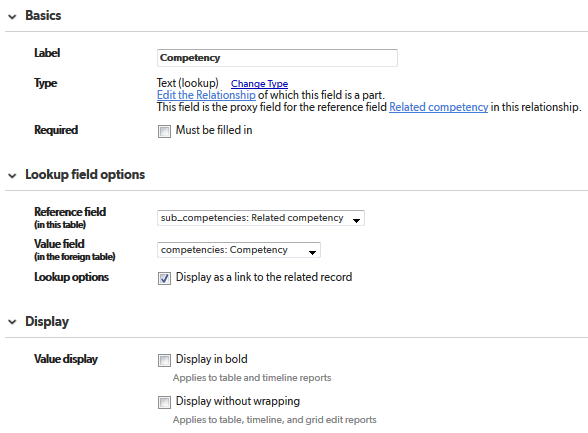 Basics
Label Competency
Type Text (lookup) Change Type
Edit the Relationship of which this field is a part.
This field is the proxy field for the reference field Related competency in this relationship.
Required Must be filled in
Lookup field options
Reference field
(in this table)
sub_competencies: Related competency
Value field
(in the foreign table)
competencies: Competency
Lookup options Display as a link to the related record
Display
Value display Display in bold
Applies to table and timeline reports
Display without wrapping
Applies to table, timeline, and grid edit reports